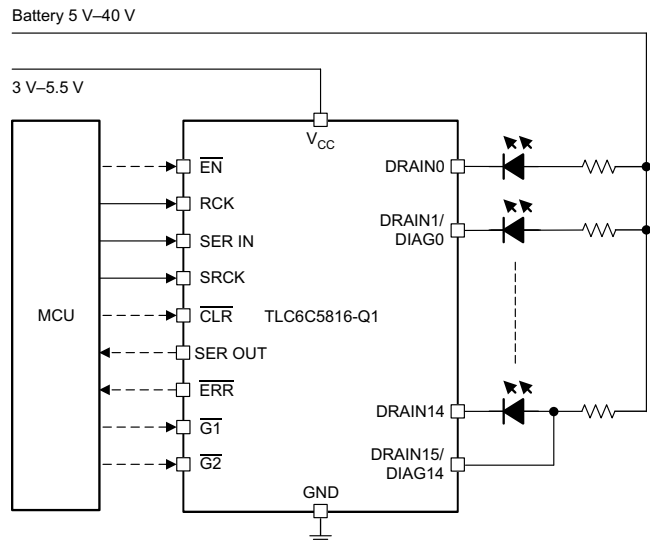 Battery 5 V–40 V
3 V–5.5 V
VCC
EN
DRAIN0
RCK
DRAIN1/
DIAG0
SER IN
SRCK
MCU
CLR
TLC6C5816-Q1
SER OUT
ERR
DRAIN14
G1
DRAIN15/
DIAG14
G2
GND